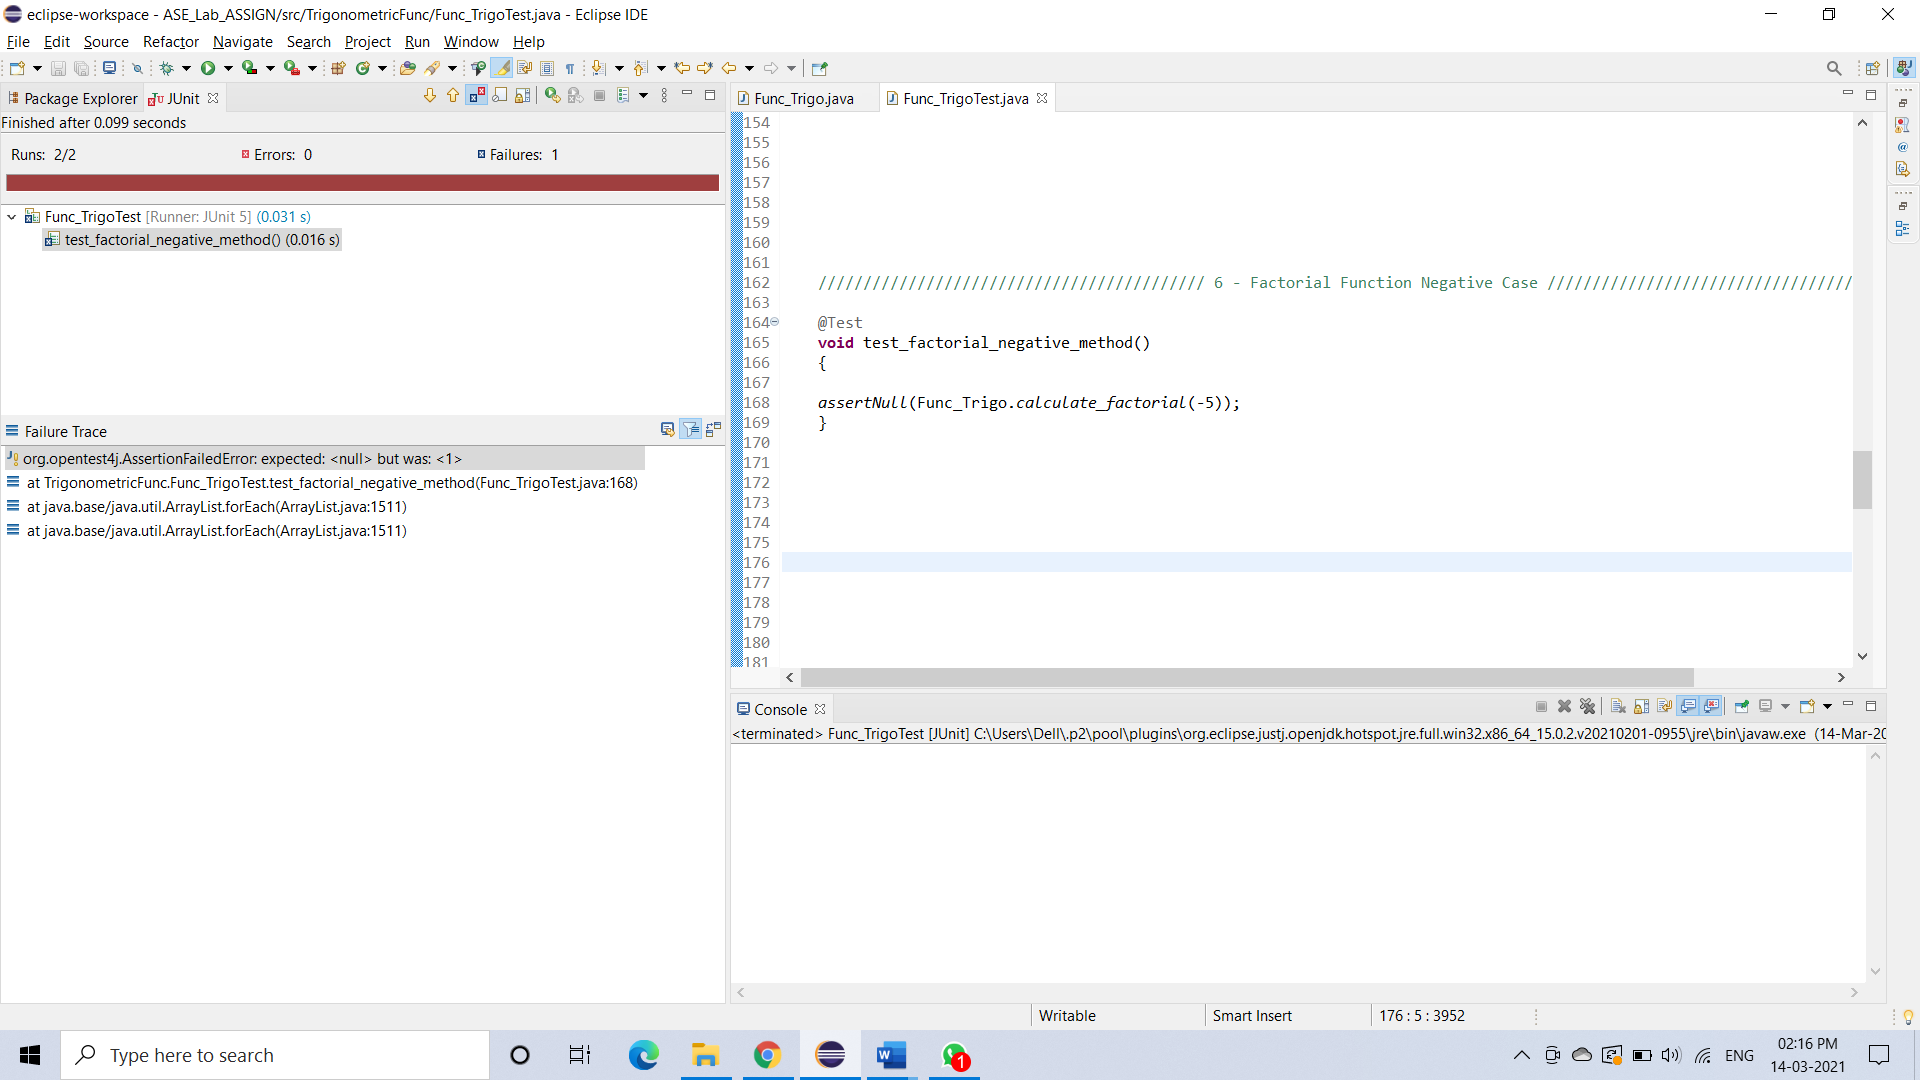 eclipse-workspace - ASE_Lab_ASSIGN/src/TrigonometricFunc/Func_TrigoTest.java - Eclipse IDE
File Edit Source Refactor Navigate Search Project Run Window Help
Package Explorer JUnit
Finished after 0.099 seconds
Runs: 2/2 Errors: 0 Failures: 1
Func_TrigoTest [Runner: JUnit 5] (0.031 s)
test_factorial_negative_method() (0.016 s)
Failure Trace
org.opentest4j.AssertionFailedError: expected: <null> but was: <1>
at TrigonometricFunc.Func_TrigoTest.test_factorial_negative_method(Func_TrigoTest.java:168)
at java.base/java.util.ArrayList.forEach(ArrayList.java:1511)
at java.base/java.util.ArrayList.forEach(ArrayList.java:1511)
Func_Trigo.java Func_TrigoTest.java
154
155
156
157
158
159
160
161
162 /////////////////////////////////////////// 6 - Factorial Function Negative Case //////////////////////////////////
163
164 @Test
165 void test_factorial_negative_method()
166 {
167
168 assertNull(Func_Trigo.calculate_factorial(-5));
169 }
170
171
172
173
174
175
176
177
178
179
180
181
Console
<terminated> Func_TrigoTest [JUnit] C:\Users\Dell\.p2\pool\plugins\org.eclipse.justj.openjdk.hotspot.jre.full.win32.x86_64_15.0.2.v20210201-0955\jre\bin\javaw.exe (14-Mar-20
Writable Smart Insert 176 : 5 : 3952
Type here to search
W
1
ENG
02:16 PM
14-03-2021